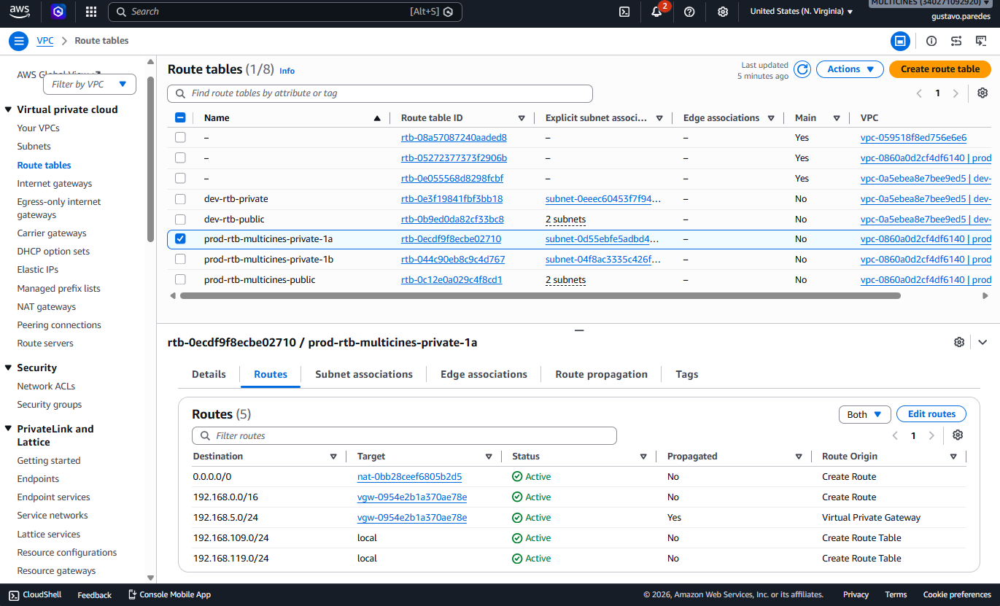 aws
Search
[Alt+S]
2
United States (N. Virginia)
MULTICINES (340271092920)
gustavo.paredes
VPC
Route tables
AWS Global View
Filter by VPC
Virtual private cloud
Your VPCs
Subnets
Route tables
Internet gateways
Egress-only internet
gateways
Carrier gateways
DHCP option sets
Elastic IPs
Managed prefix lists
NAT gateways
Peering connections
Route servers
Security
Network ACLs
Security groups
PrivateLink and
Lattice
Getting started
Endpoints
Endpoint services
Service networks
Lattice services
Resource configurations
Resource gateways
Route tables (1/8) Info
Last updated
5 minutes ago
Actions
Create route table
Find route tables by attribute or tag
1
Name Route table ID Explicit subnet associ... Edge associations Main VPC
– rtb-08a57087240aaded8 – – Yes vpc-059518f8ed756e6e6
– rtb-05272377373f2906b – – Yes vpc-0860a0d2cf4df6140 | prod
– rtb-0e055568d8298fcbf – – Yes vpc-0a5ebea8e7bee9ed5 | dev-
dev-rtb-private rtb-0e3f19841fbf3bb18 subnet-0eeec60453f7f94... – No vpc-0a5ebea8e7bee9ed5 | dev-
dev-rtb-public rtb-0b9ed0da82cf33bc8 2 subnets – No vpc-0a5ebea8e7bee9ed5 | dev-
prod-rtb-multicines-private-1a rtb-0ecdf9f8ecbe02710 subnet-0d55ebfe5adbd4... – No vpc-0860a0d2cf4df6140 | prod
prod-rtb-multicines-private-1b rtb-044c90eb8c9c4d767 subnet-04f8ac3335c426f... – No vpc-0860a0d2cf4df6140 | prod
prod-rtb-multicines-public rtb-0c12e0a029c4f8cd1 2 subnets – No vpc-0860a0d2cf4df6140 | prod
rtb-0ecdf9f8ecbe02710 / prod-rtb-multicines-private-1a
Details Routes Subnet associations Edge associations Route propagation Tags
Routes (5)
Both
Edit routes
Filter routes
1
Destination Target Status Propagated Route Origin
0.0.0.0/0 nat-0bb28ceef6805b2d5 Active No Create Route
192.168.0.0/16 vgw-0954e2b1a370ae78e Active No Create Route
192.168.5.0/24 vgw-0954e2b1a370ae78e Active Yes Virtual Private Gateway
192.168.109.0/24 local Active No Create Route Table
192.168.119.0/24 local Active No Create Route Table
CloudShell Feedback Console Mobile App © 2026, Amazon Web Services, Inc. or its affiliates. Privacy Terms Cookie preferences